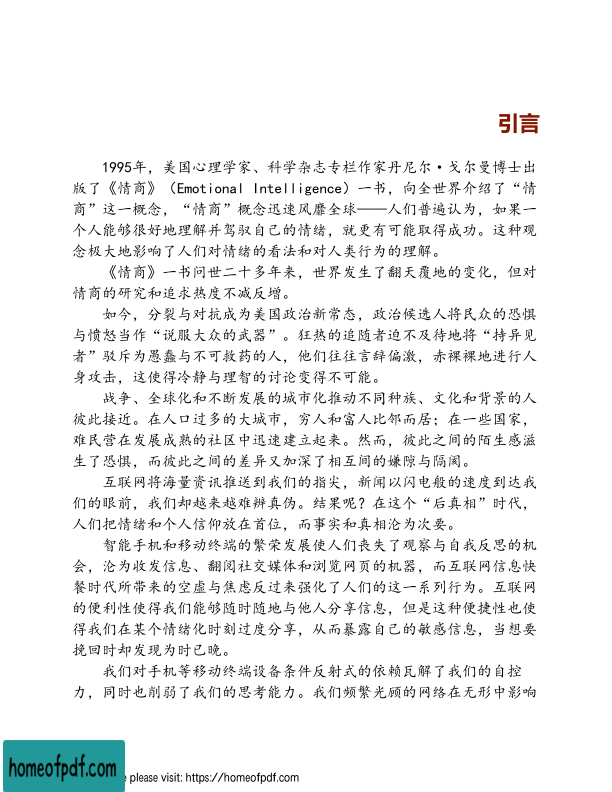 引言
1995年，美国心理学家、科学杂志专栏作家丹尼尔·戈尔曼博士出
版了《情商》（Emotional Intelligence）一书，向全世界介绍了“情
商”这一概念，“情商”概念迅速风靡全球——人们普遍认为，如果一
个人能够很好地理解并驾驭自己的情绪，就更有可能取得成功。这种观
念极大地影响了人们对情绪的看法和对人类行为的理解。
《情商》一书问世二十多年来，世界发生了翻天覆地的变化，但对
情商的研究和追求热度不减反增。
如今，分裂与对抗成为美国政治新常态，政治候选人将民众的恐惧
与愤怒当作“说服大众的武器”。狂热的追随者迫不及待地将“持异见
者”驳斥为愚蠢与不可救药的人，他们往往言辞偏激，赤裸裸地进行人
身攻击，这使得冷静与理智的讨论变得不可能。
战争、全球化和不断发展的城市化推动不同种族、文化和背景的人
彼此接近。在人口过多的大城市，穷人和富人比邻而居；在一些国家，
难民营在发展成熟的社区中迅速建立起来。然而，彼此之间的陌生感滋
生了恐惧，而彼此之间的差异又加深了相互间的嫌隙与隔阂。
互联网将海量资讯推送到我们的指尖，新闻以闪电般的速度到达我
们的眼前，我们却越来越难辨真伪。结果呢？在这个“后真相”时代，
人们把情绪和个人信仰放在首位，而事实和真相沦为次要。
智能手机和移动终端的繁荣发展使人们丧失了观察与自我反思的机
会，沦为收发信息、翻阅社交媒体和浏览网页的机器，而互联网信息快
餐时代所带来的空虚与焦虑反过来强化了人们的这一系列行为。互联网
的便利性使得我们能够随时随地与他人分享信息，但是这种便捷性也使
得我们在某个情绪化时刻过度分享，从而暴露自己的敏感信息，当想要
挽回时却发现为时已晚。
我们对手机等移动终端设备条件反射式的依赖瓦解了我们的自控
力，同时也削弱了我们的思考能力。我们频繁光顾的网络在无形中影响
homeofpdf.com
please visit: https://homeofpdf.com